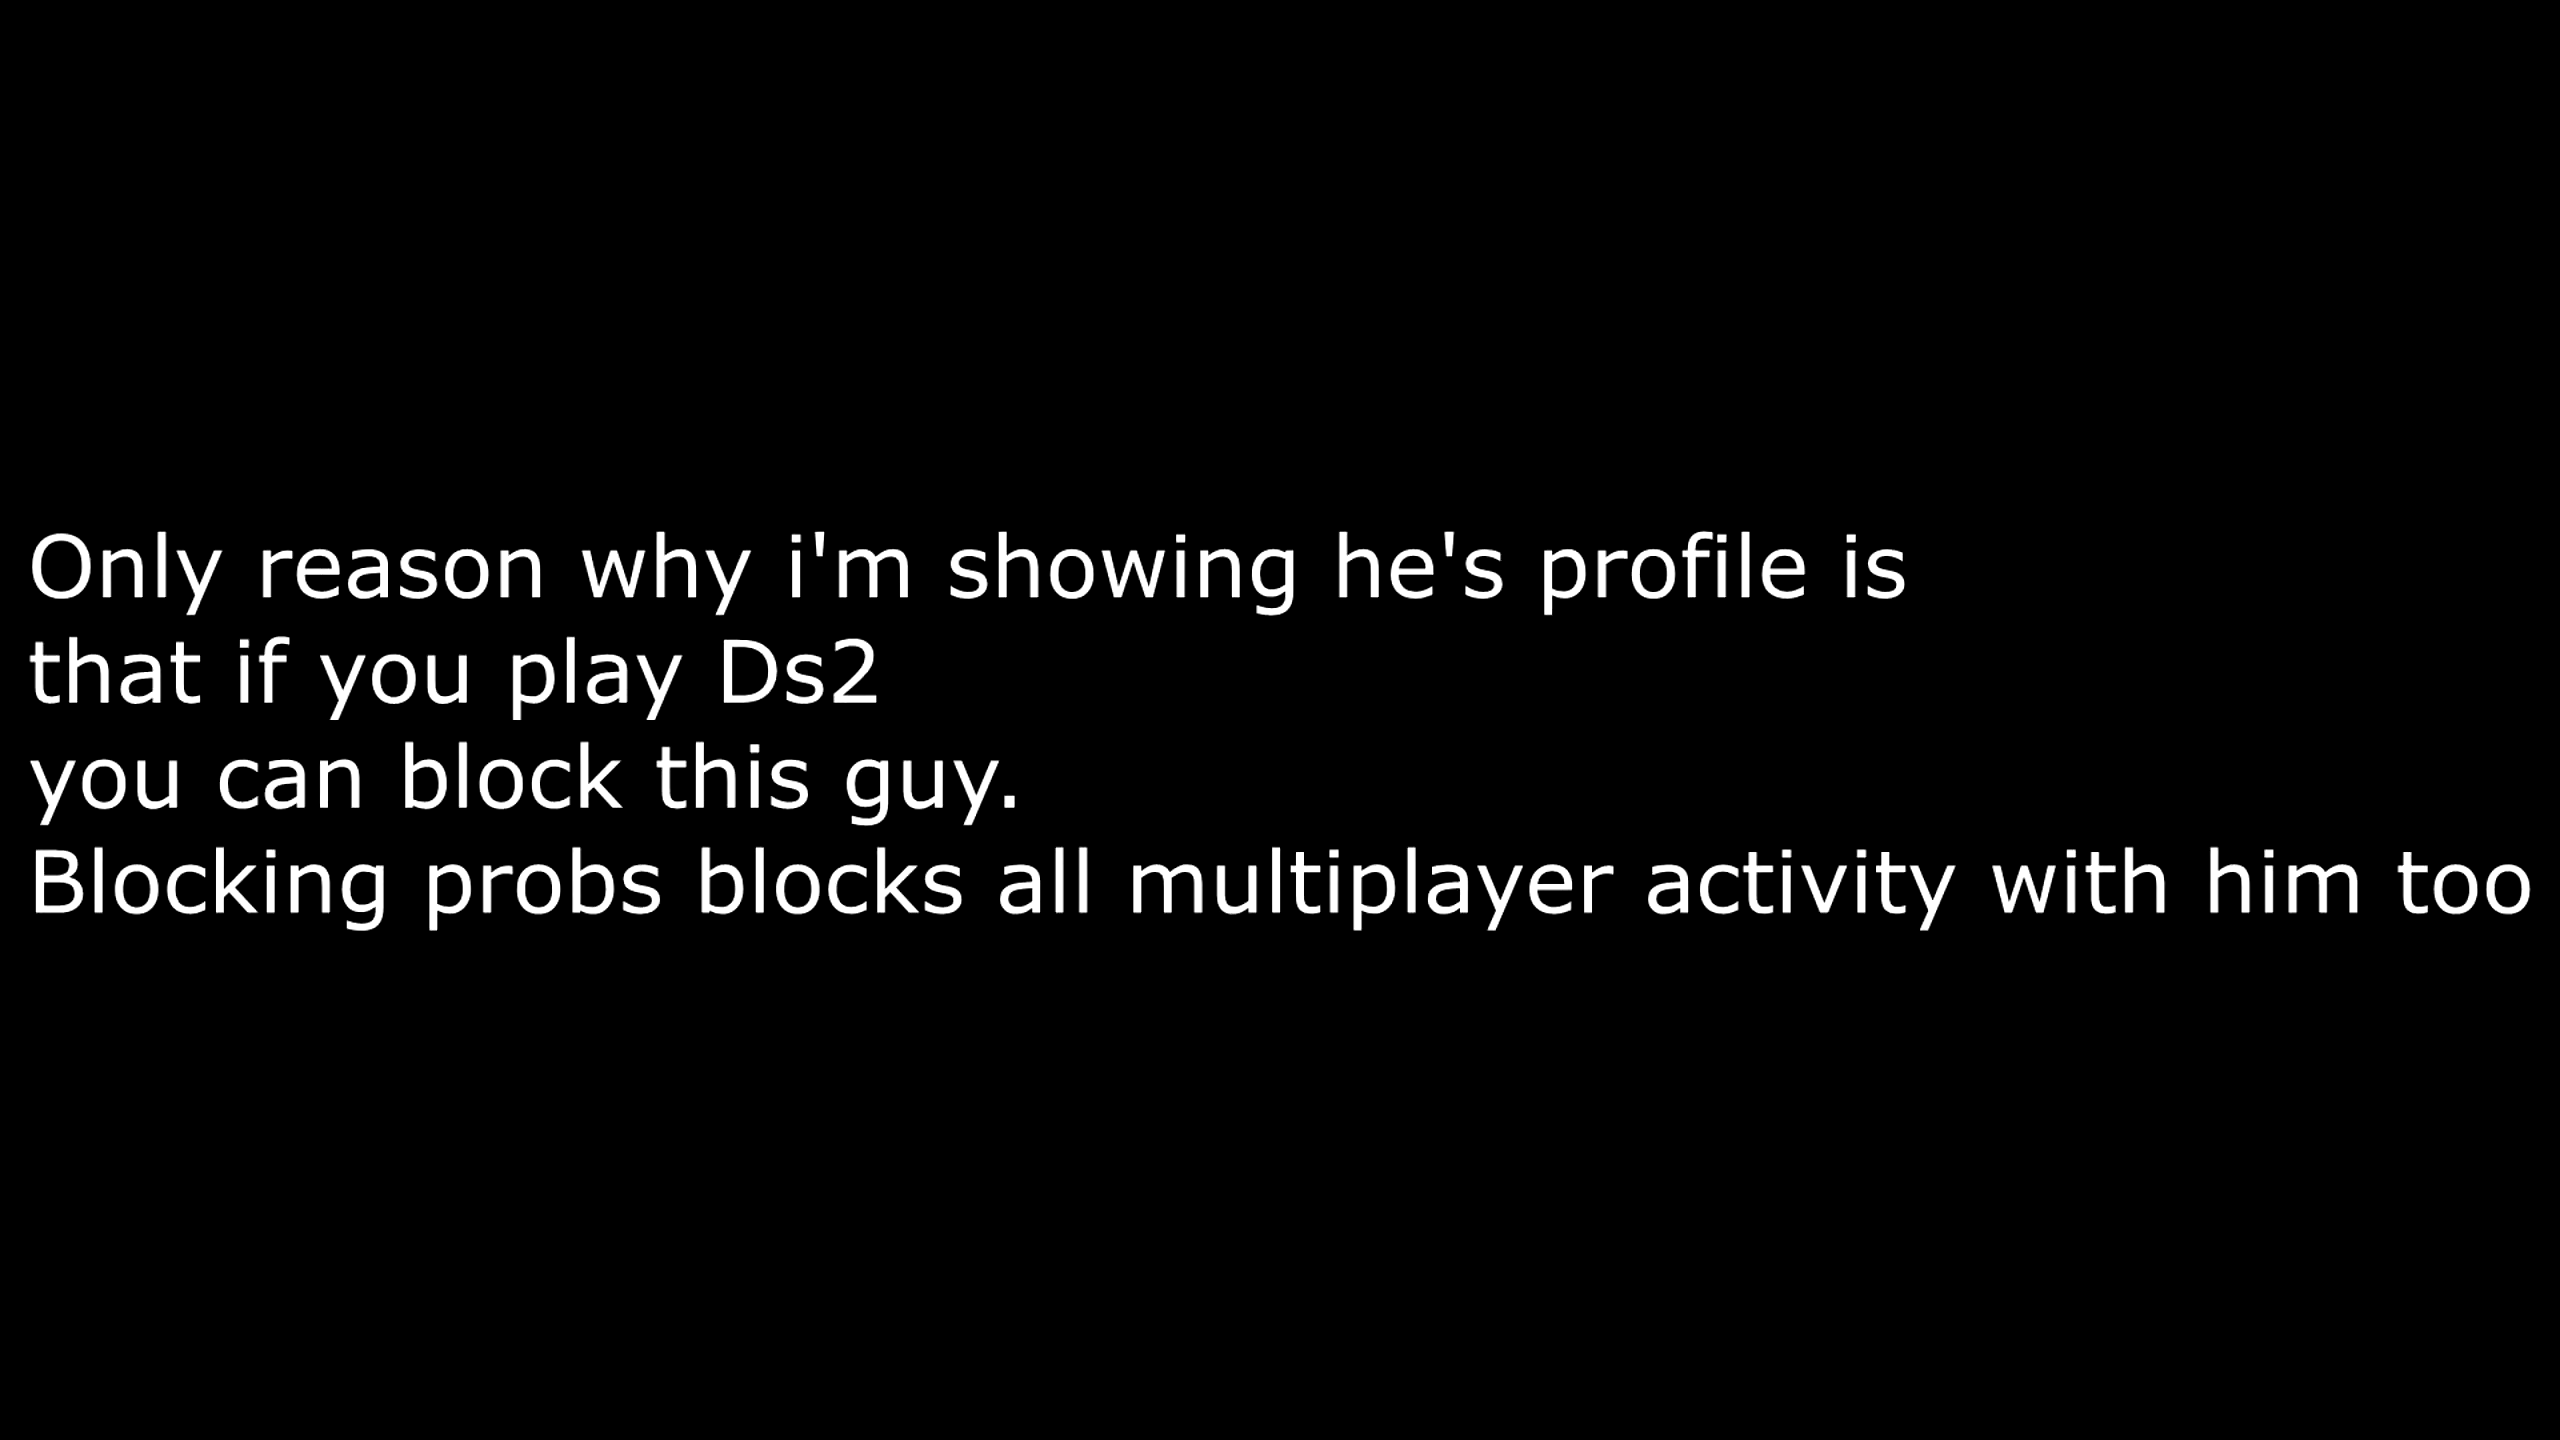 Only reason why i'm showing he's profile is
that if you play Ds2
you can block this guy.
Blocking probs blocks all multiplayer activity with him too